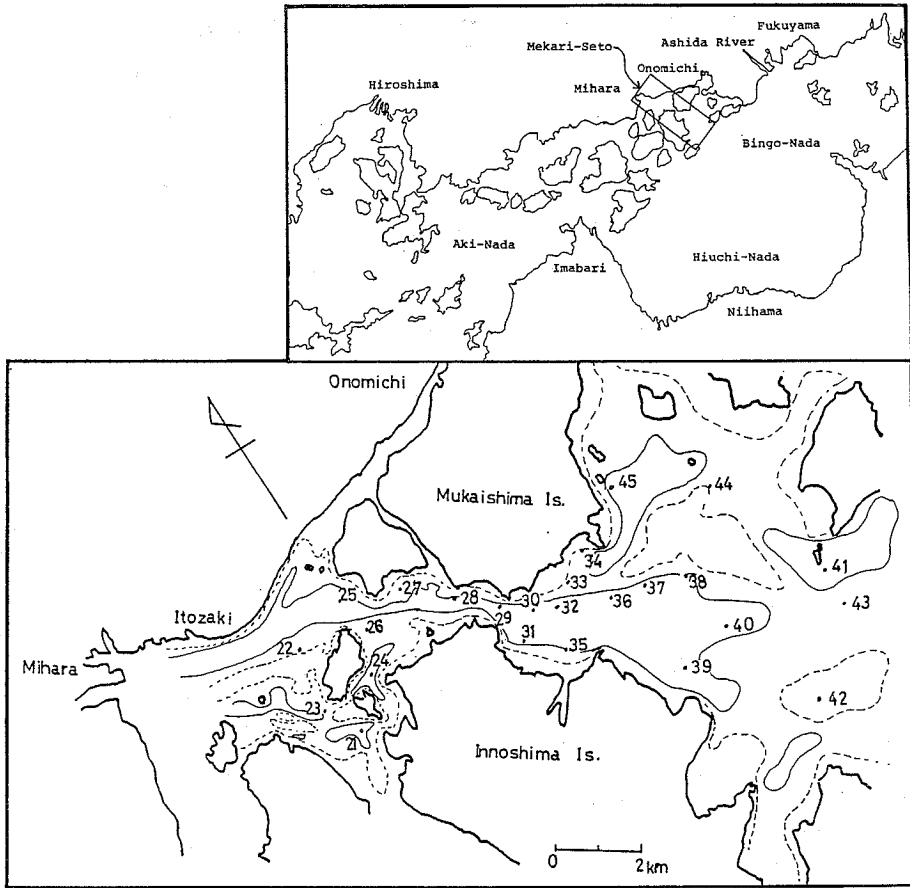 Fukuyama
Ashida River
Mekari-Seto
Onomichi
Hiroshima
Mihara
Bingo-Nada
Aki-Nada
Hiuchi-Nada
Imabari
Niihama
Onomichi
Mukaishima Is.
45
44
34
41
33
38
25
27
28
30
32
36
37
43
Itozaki
29
26
31
40
22
35
Mihara
24
39
23
42
21
Innoshima Is.
0 2km